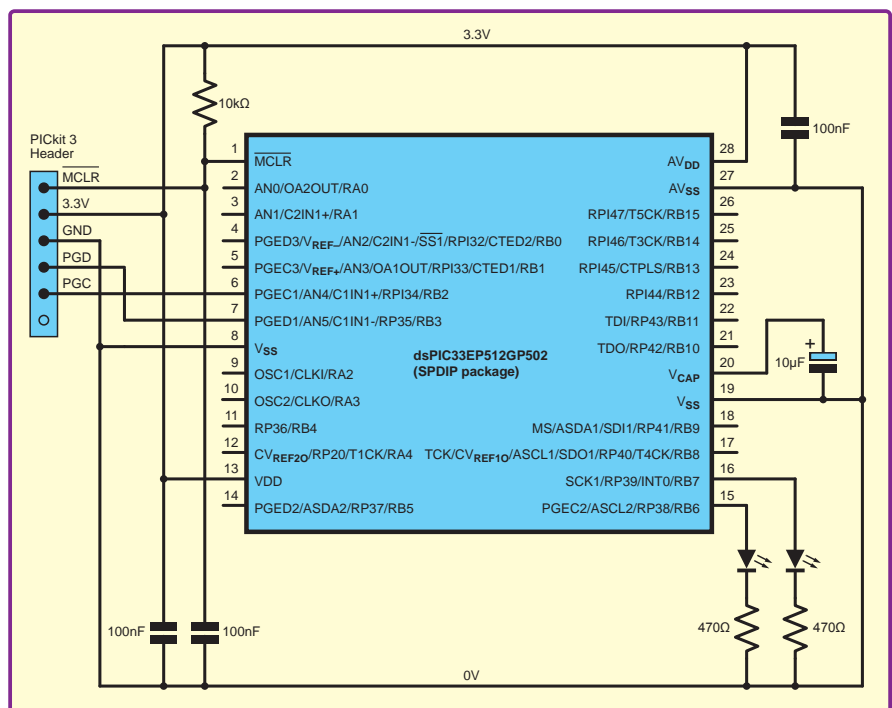 3.3V
10kΩ
100nF
PICkit 3
Header
MCLR
3.3V
GND
PGD
PGC
1 MCLR
2 AN0/OA2OUT/RA0
3 AN1/C2IN1+/RA1
4 PGED3/VREF–/AN2/C2IN1-/SS1/RPI32/CTED2/RB0
5 PGEC3/VREF+/AN3/OA1OUT/RPI33/CTED1/RB1
6 PGEC1/AN4/C1IN1+/RPI34/RB2
7 PGED1/AN5/C1IN1-/RP35/RB3
8 VSS
9 OSC1/CLKI/RA2
10 OSC2/CLKO/RA3
11 RP36/RB4
12 CVREF2O/RP20/T1CK/RA4
13 VDD
14 PGED2/ASDA2/RP37/RB5
dsPIC33EP512GP502
(SPDIP package)
AVDD 28
AVSS 27
RPI47/T5CK/RB15 26
RPI46/T3CK/RB14 25
RPI45/CTPLS/RB13 24
RPI44/RB12 23
TDI/RP43/RB11 22
TDO/RP42/RB10 21
VCAP 20
VSS 19
MS/ASDA1/SDI1/RP41/RB9 18
TCK/CVREF1O/ASCL1/SDO1/RP40/T4CK/RB8 17
SCK1/RP39/INT0/RB7 16
PGEC2/ASCL2/RP38/RB6 15
+
10µF
100nF
100nF
470Ω
470Ω
0V